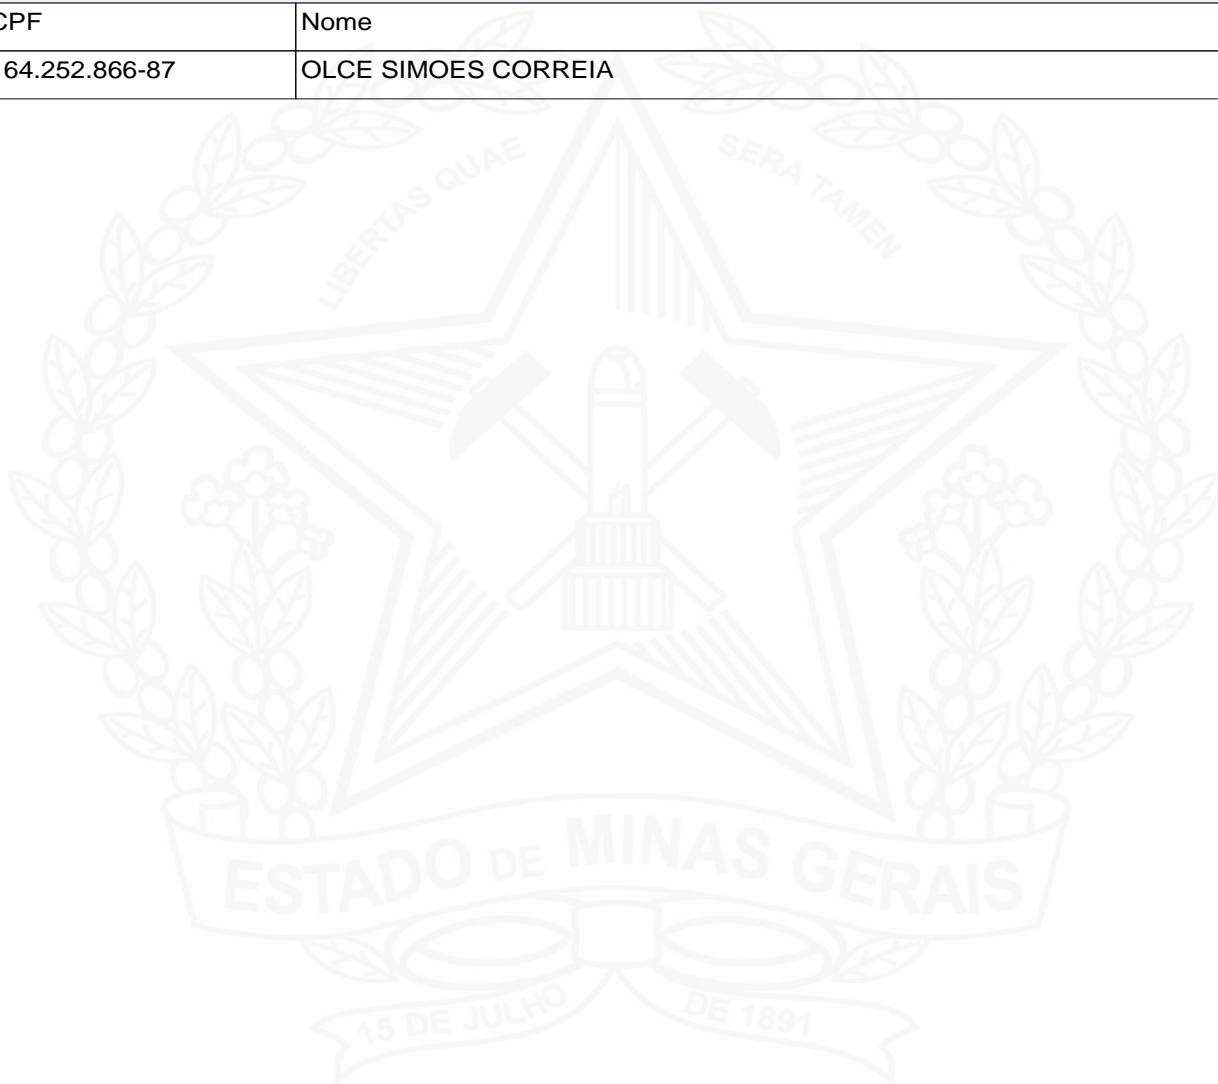 CPF Nome
64.252.866-87 OLCE SIMOES CORREIA
LIBERTAS QUAE SERA TAMEN
ESTADO DE MINAS GERAIS
15 DE JULHO DE 1891